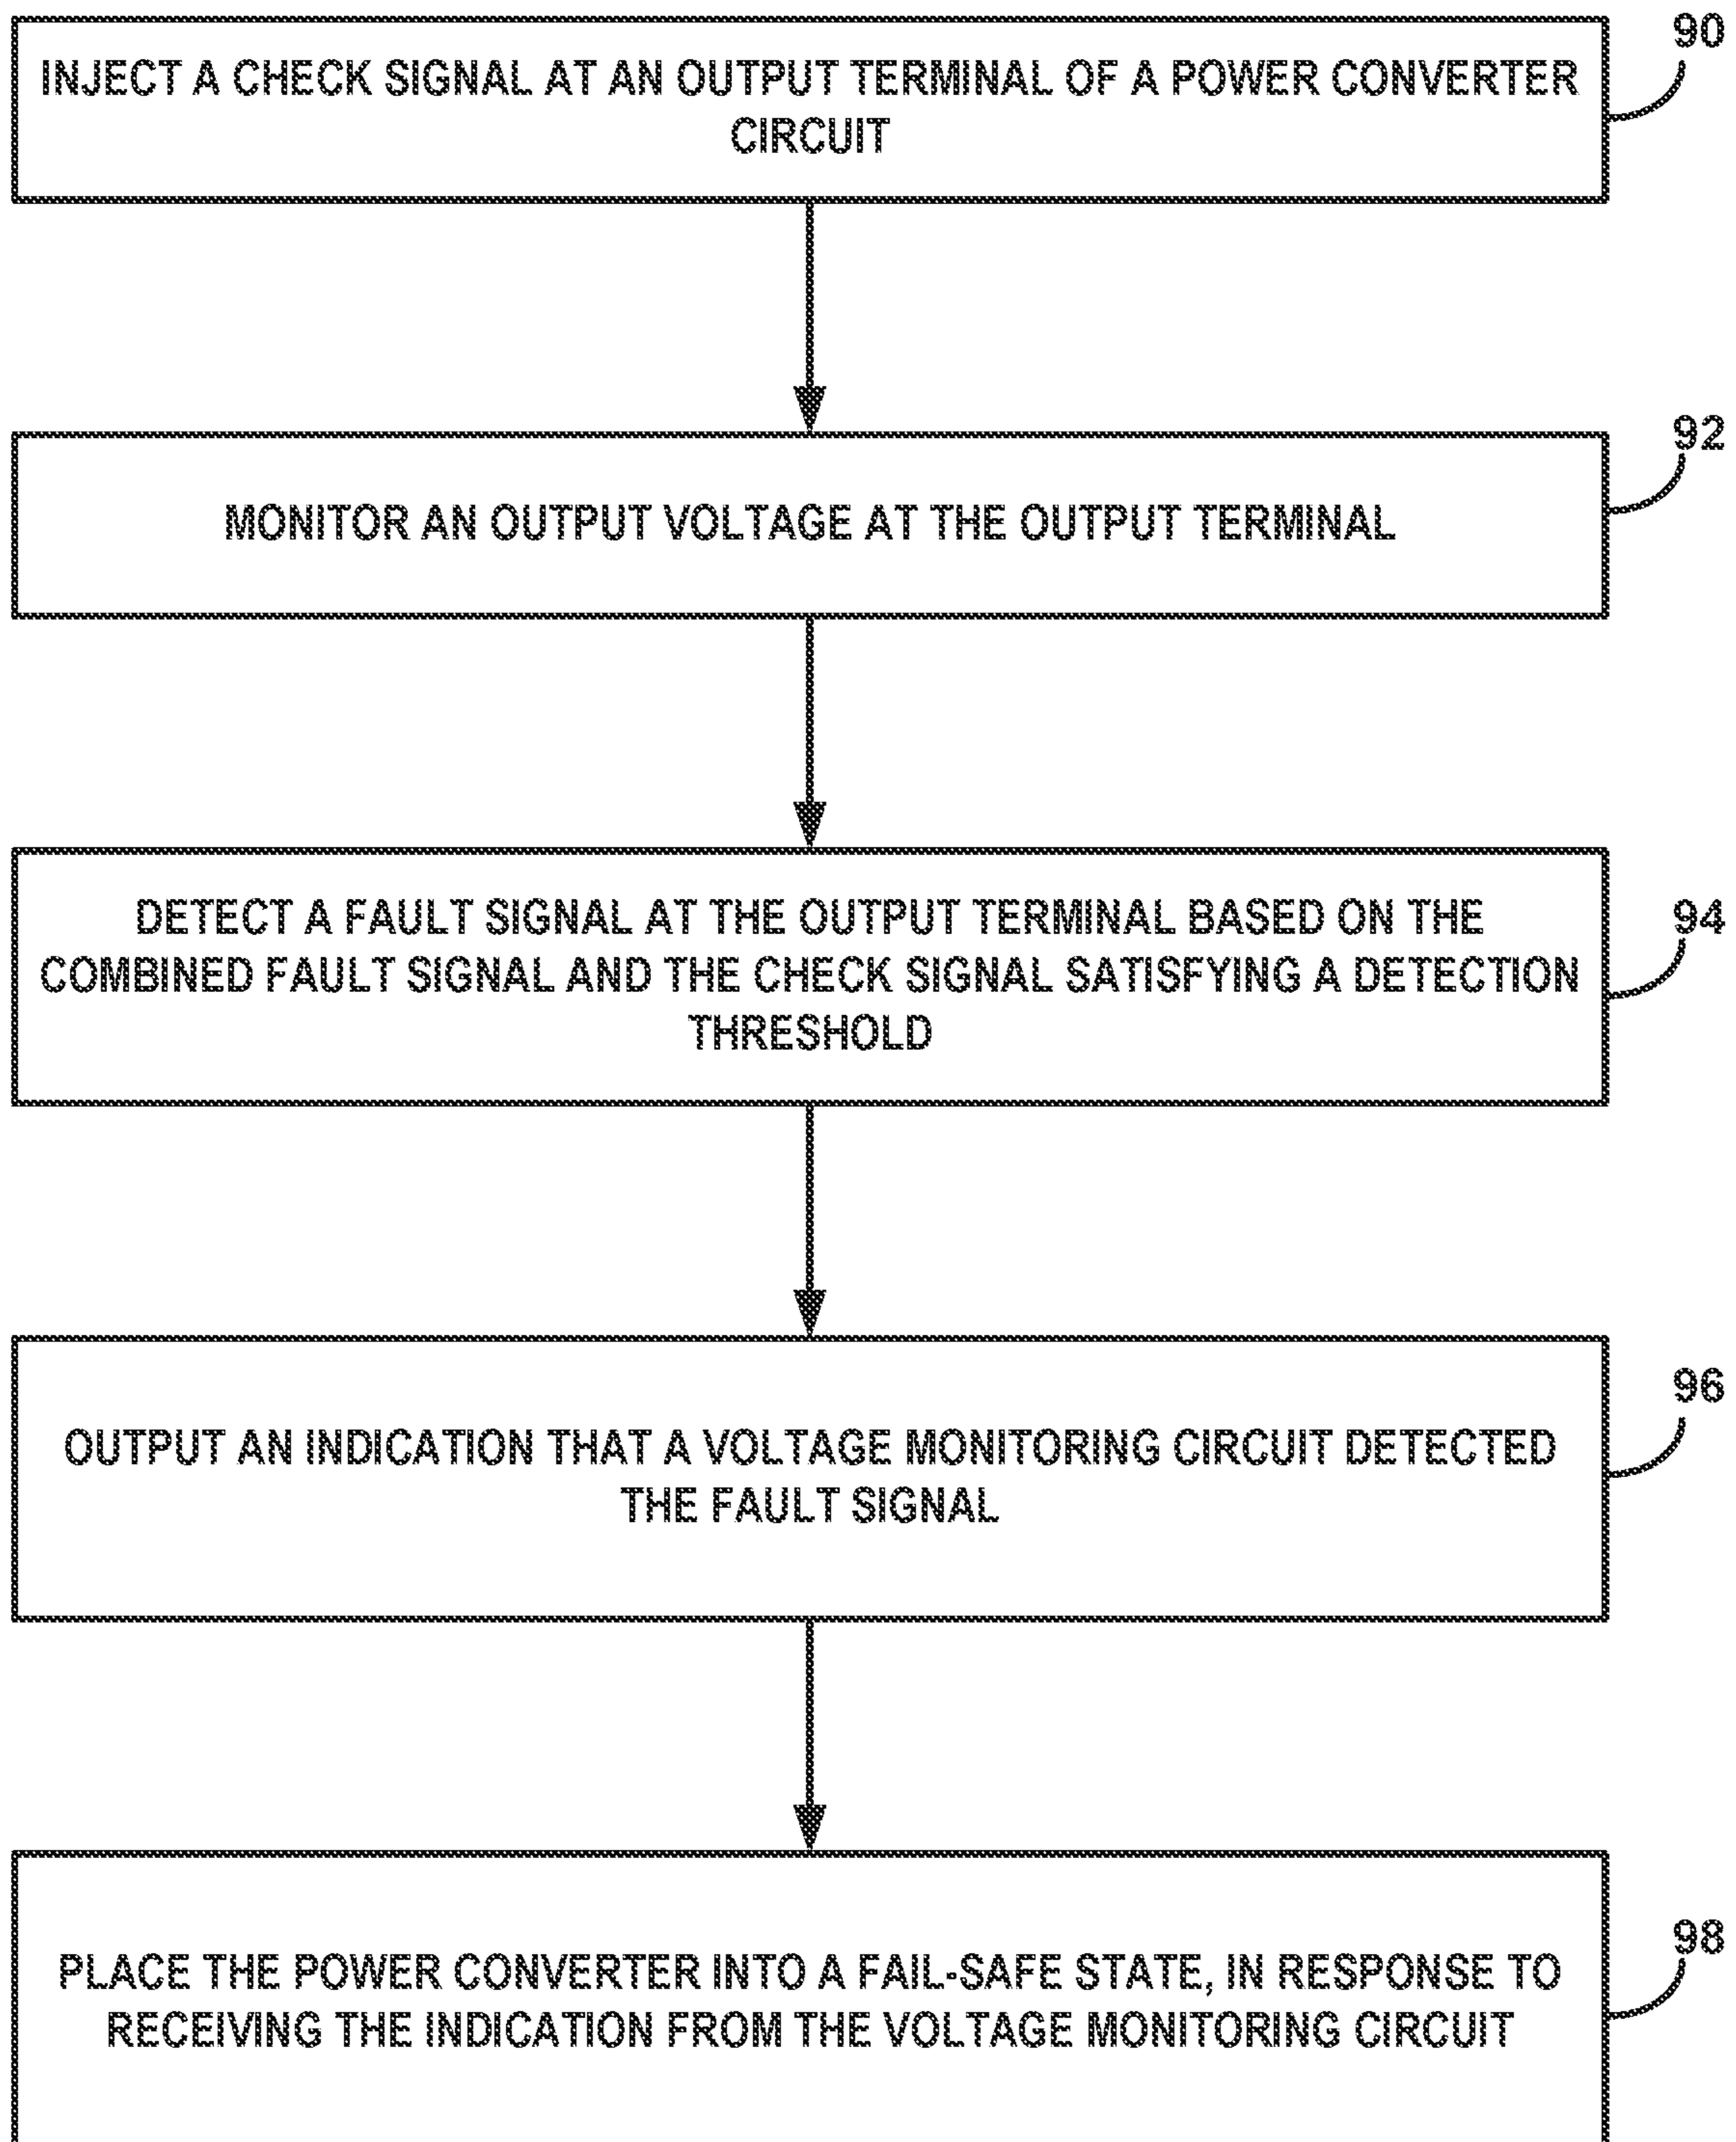 90
INJECT A CHECK SIGNAL AT AN OUTPUT TERMINAL OF A POWER CONVERTER
CIRCUIT
92
MONITOR AN OUTPUT VOLTAGE AT THE OUTPUT TERMINAL
94
DETECT A FAULT SIGNAL AT THE OUTPUT TERMINAL BASED ON THE
COMBINED FAULT SIGNAL AND THE CHECK SIGNAL SATISFYING A DETECTION
THRESHOLD
96
OUTPUT AN INDICATION THAT A VOLTAGE MONITORING CIRCUIT DETECTED
THE FAULT SIGNAL
98
PLACE THE POWER CONVERTER INTO A FAIL-SAFE STATE, IN RESPONSE TO
RECEIVING THE INDICATION FROM THE VOLTAGE MONITORING CIRCUIT